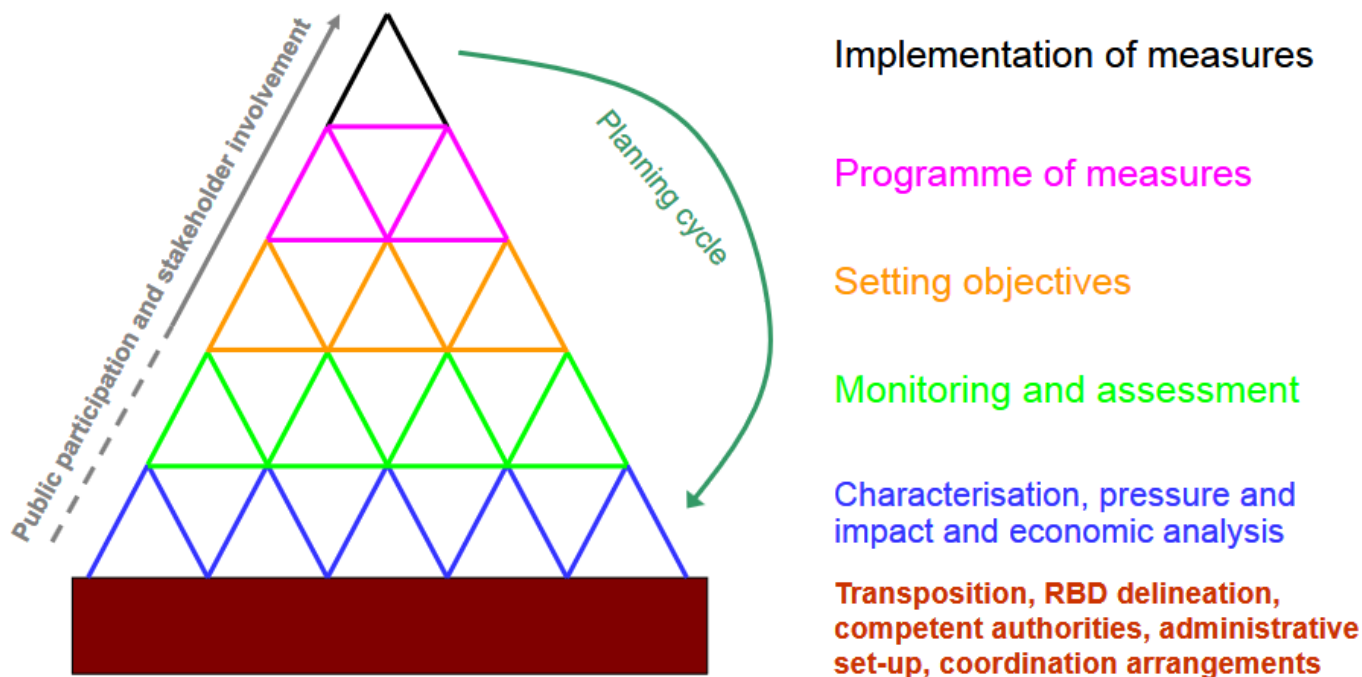 Public participation and stakeholder involvement
Planning cycle
Implementation of measures
Programme of measures
Setting objectives
Monitoring and assessment
Characterisation, pressure and
impact and economic analysis
Transposition, RBD delineation,
competent authorities, administrative
set-up, coordination arrangements